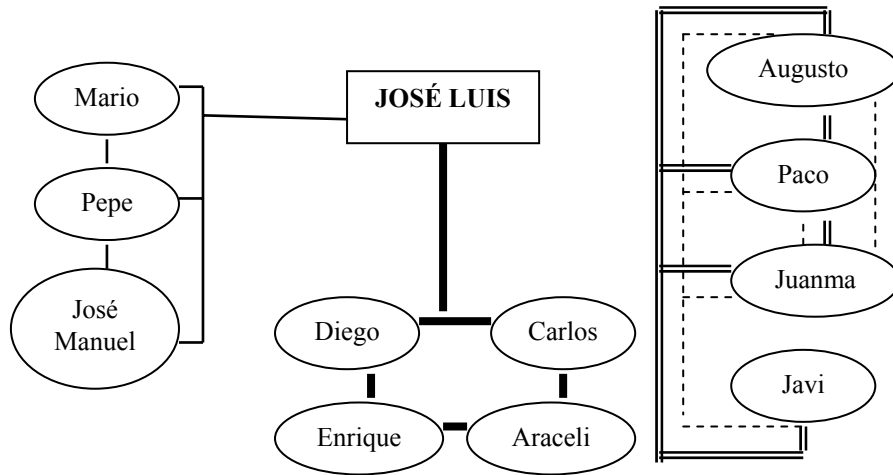 JOSÉ LUIS
Mario
Pepe
José
Manuel
Diego
Carlos
Enrique
Araceli
Augusto
Paco
Juanma
Javi